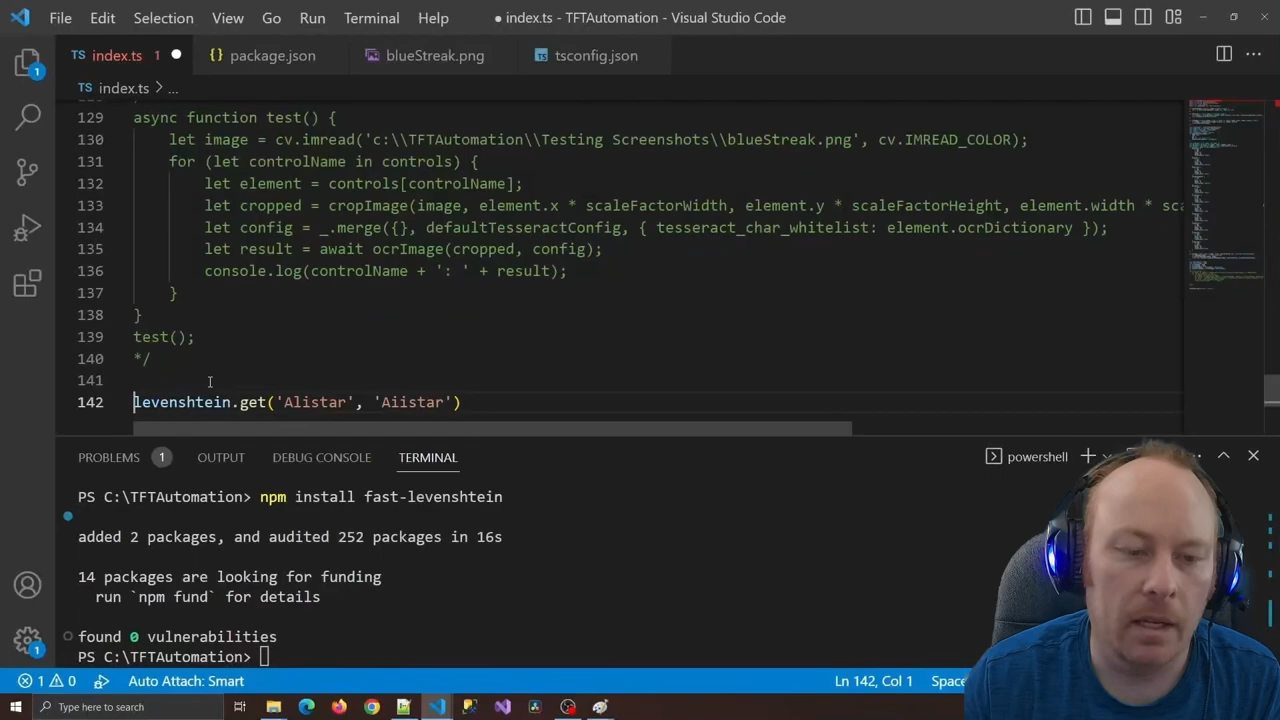 File Edit Selection View Go Run Terminal Help ● index.ts - TFTAutomation - Visual Studio Code
TS index.ts 1 ● {} package.json blueStreak.png tsconfig.json
TS index.ts > ...
129 async function test() {
130 let image = cv.imread('c:\\TFTAutomation\\Testing Screenshots\\blueStreak.png', cv.IMREAD_COLOR);
131 for (let controlName in controls) {
132 let element = controls[controlName];
133 let cropped = cropImage(image, element.x * scaleFactorWidth, element.y * scaleFactorHeight, element.width * sca
134 let config = _.merge({}, defaultTesseractConfig, { tesseract_char_whitelist: element.ocrDictionary });
135 let result = await ocrImage(cropped, config);
136 console.log(controlName + ': ' + result);
137 }
138 }
139 test();
140 */
141
142 levenshtein.get('Alistar', 'Aiistar')
PROBLEMS 1 OUTPUT DEBUG CONSOLE TERMINAL powershell
PS C:\TFTAutomation> npm install fast-levenshtein
added 2 packages, and audited 252 packages in 16s
14 packages are looking for funding
run `npm fund` for details
found 0 vulnerabilities
PS C:\TFTAutomation>
1 0 Auto Attach: Smart Ln 142, Col 1
Type here to search